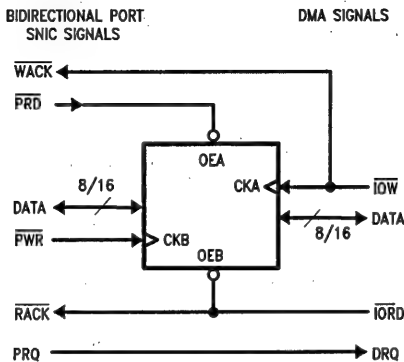 BIDIRECTIONAL PORT
SNIC SIGNALS
DMA SIGNALS
WACK
PRD
OEA
8/16
CKA
IOW
DATA
DATA
8/16
PWR
CKB
OEB
RACK
IORD
PRQ
DRQ